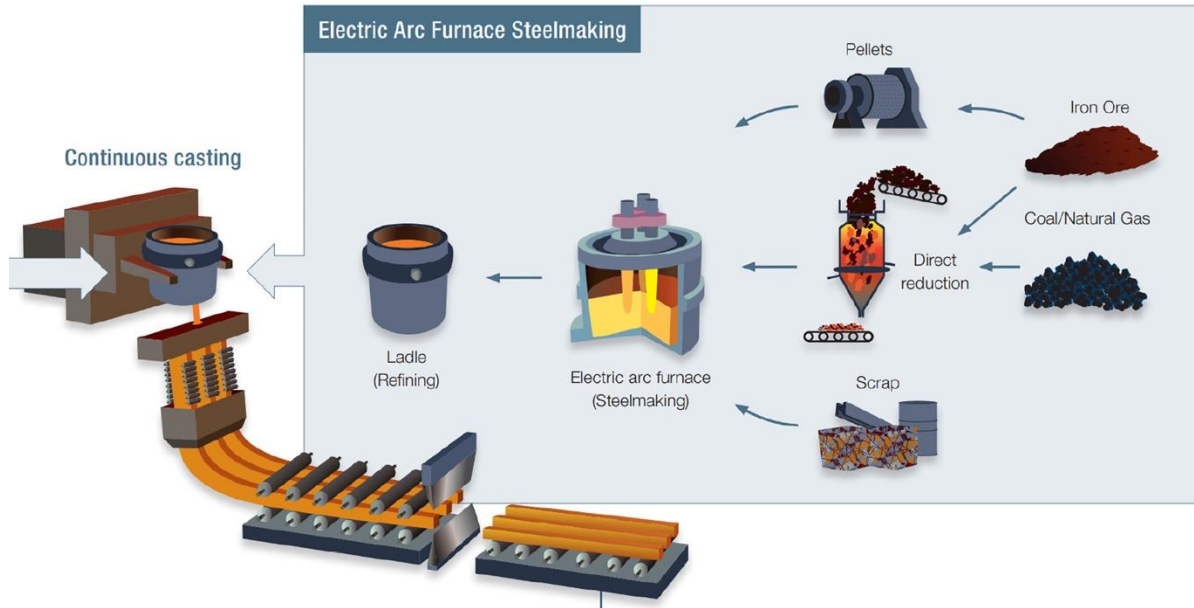 Electric Arc Furnace Steelmaking
Pellets
Iron Ore
Continuous casting
Coal/Natural Gas
Direct
reduction
Ladle
(Refining)
Electric arc furnace
(Steelmaking)
Scrap